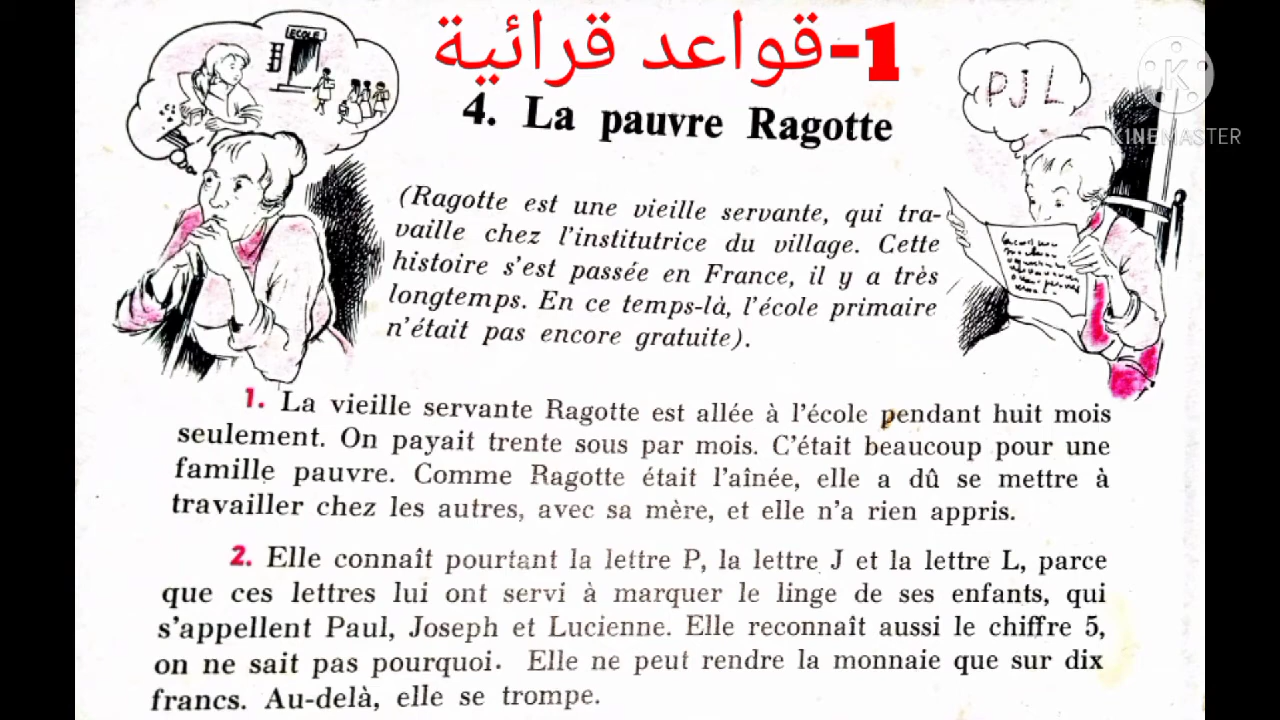 1-قواعد قرائية
4. La pauvre Ragotte
ECOLE
P J L
KINEMASTER
(Ragotte est une vieille servante, qui tra-
vaille chez l'institutrice du village. Cette
histoire s'est passée en France, il y a très
longtemps. En ce temps-là, l'école primaire
n'était pas encore gratuite).
1. La vieille servante Ragotte est allée à l'école pendant huit mois
seulement. On payait trente sous par mois. C'était beaucoup pour une
famille pauvre. Comme Ragotte était l'aînée, elle a dû se mettre à
travailler chez les autres, avec sa mère, et elle n'a rien appris.
2. Elle connaît pourtant la lettre P, la lettre J et la lettre L, parce
que ces lettres lui ont servi à marquer le linge de ses enfants, qui
s'appellent Paul, Joseph et Lucienne. Elle reconnaît aussi le chiffre 5,
on ne sait pas pourquoi. Elle ne peut rendre la monnaie que sur dix
francs. Au-delà, elle se trompe.